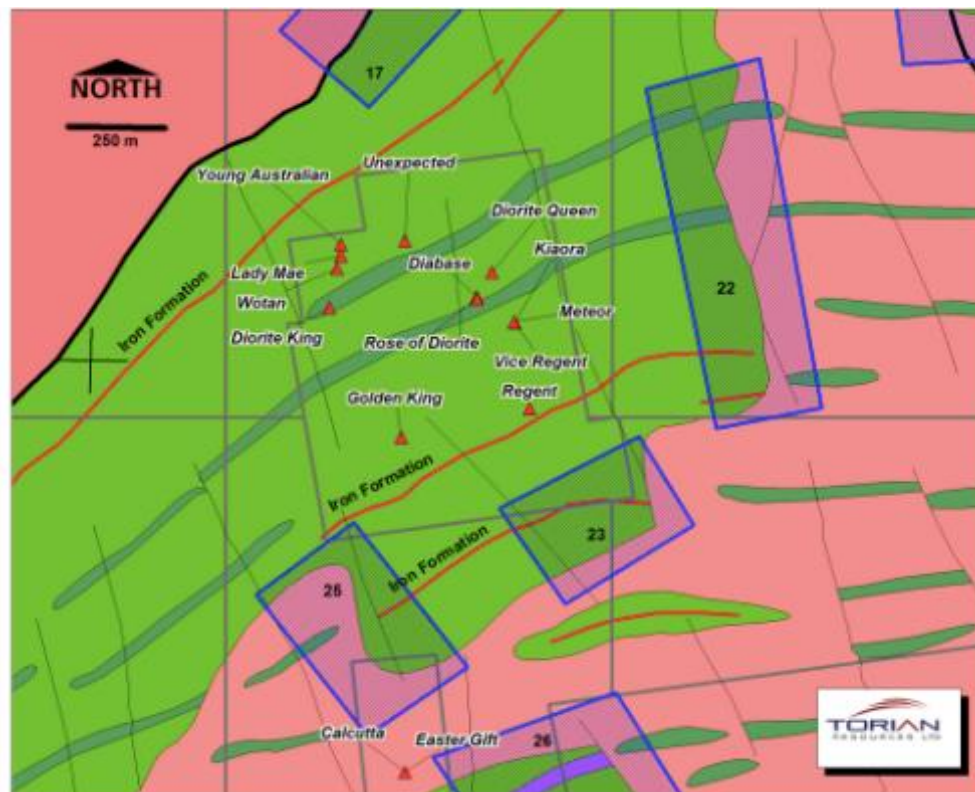 17
NORTH
250 m
Young Australian
Unexpected
Diorite Queen
Kiaora
Diabase
Lady Mae
Wotan
Iron Formation
Diorite King
Rose of Diorite
Meteor
22
Vice Regent
Regent
Golden King
Iron Formation
23
Iron Formation
25
Calcutta
Easter Gift
26
TORIAN
RESOURCES LTD